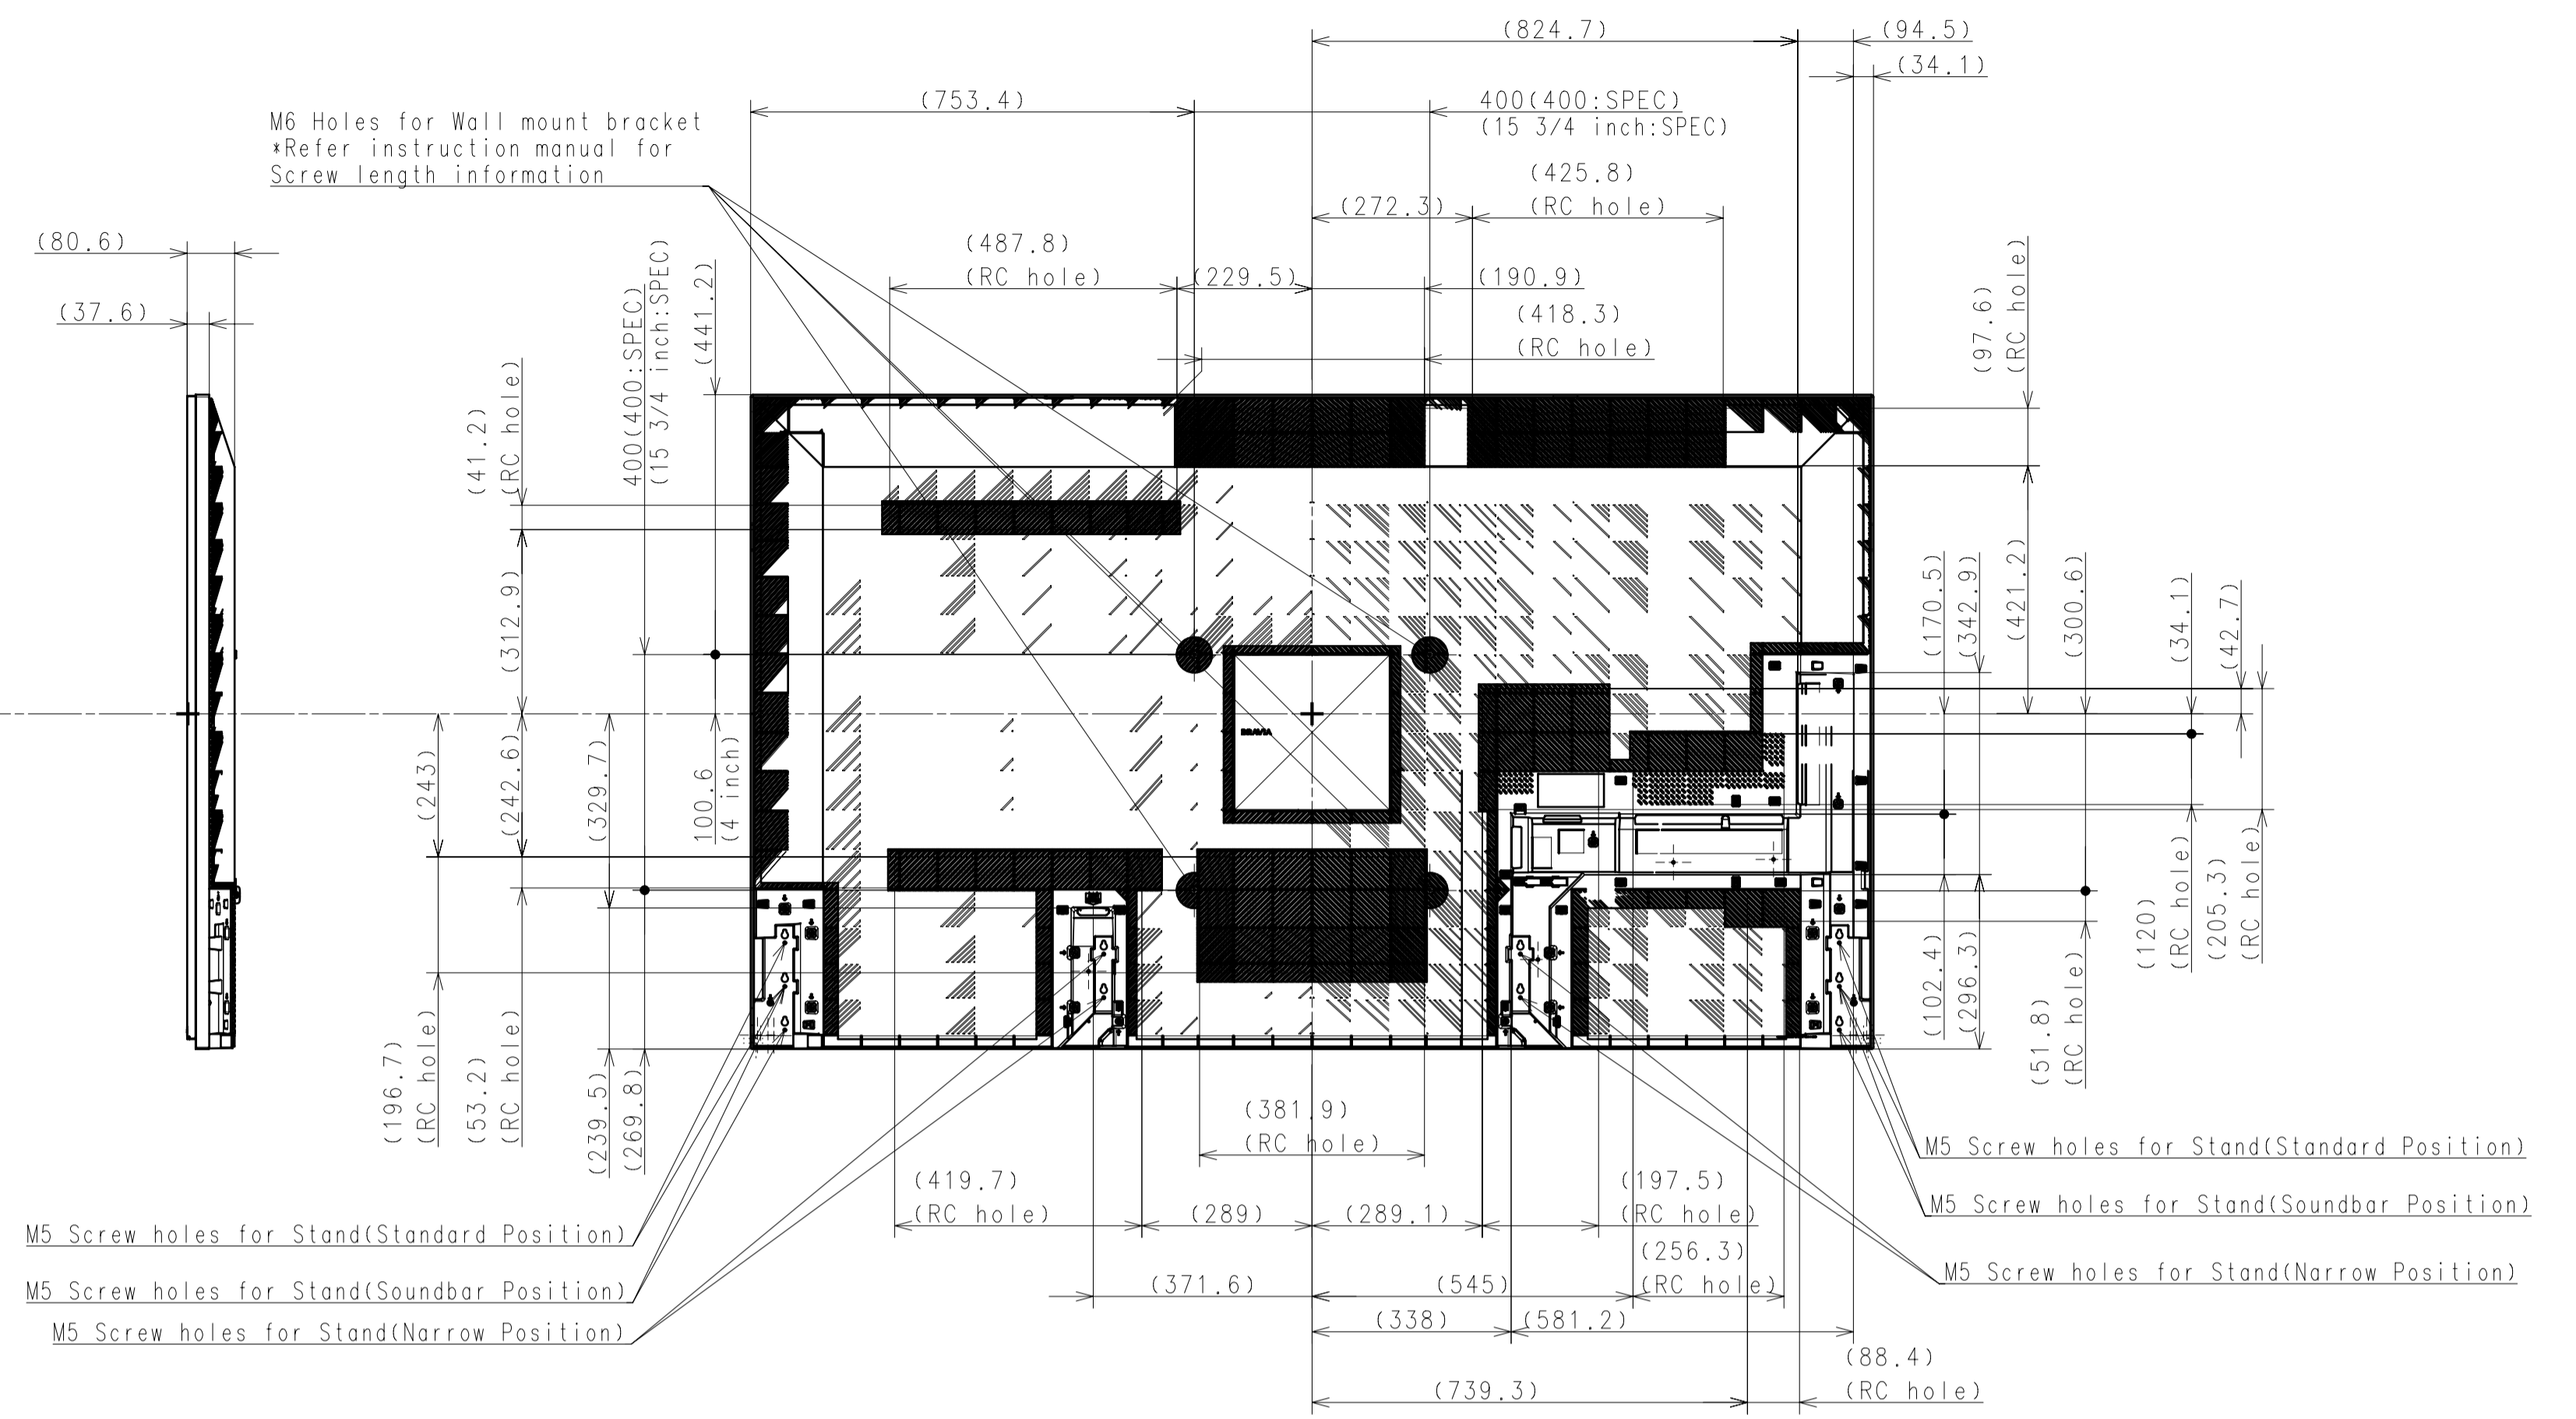 (824.7)
(94.5)
(34.1)
(753.4)
400(400:SPEC)
(15 3/4 inch:SPEC)
M6 Holes for Wall mount bracket
*Refer instruction manual for
Screw length information
(425.8)
(RC hole)
(272.3)
(80.6)
(487.8)
(RC hole)
(229.5)
(190.9)
(37.6)
(418.3)
(RC hole)
400(400:SPEC)
(15 3/4 inch:SPEC)
(441.2)
(97.6)
(RC hole)
(41.2)
(RC hole)
(312.9)
(170.5)
(342.9)
(421.2)
(300.6)
(34.1)
(42.7)
BRAVIA
(243)
(242.6)
(329.7)
100.6
(4 inch)
(120)
(RC hole)
(205.3)
(RC hole)
(102.4)
(296.3)
(51.8)
(RC hole)
(196.7)
(RC hole)
(53.2)
(RC hole)
(239.5)
(269.8)
(381.9)
(RC hole)
M5 Screw holes for Stand(Standard Position)
(419.7)
(RC hole)
(289)
(289.1)
(197.5)
(RC hole)
M5 Screw holes for Stand(Soundbar Position)
M5 Screw holes for Stand(Standard Position)
(256.3)
(RC hole)
M5 Screw holes for Stand(Narrow Position)
M5 Screw holes for Stand(Soundbar Position)
(371.6)
(545)
M5 Screw holes for Stand(Narrow Position)
(338)
(581.2)
(88.4)
(RC hole)
(739.3)